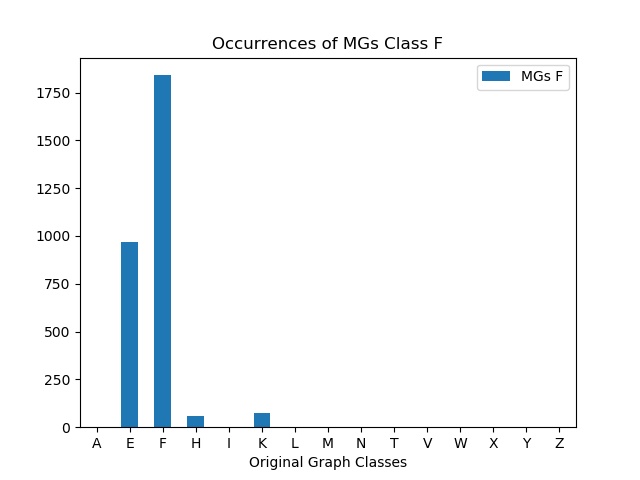 Occurrences of MGs Class F
MGs F
1750
1500
1250
1000
750
500
250
0
A E F H I K L M N T V W X Y Z
Original Graph Classes